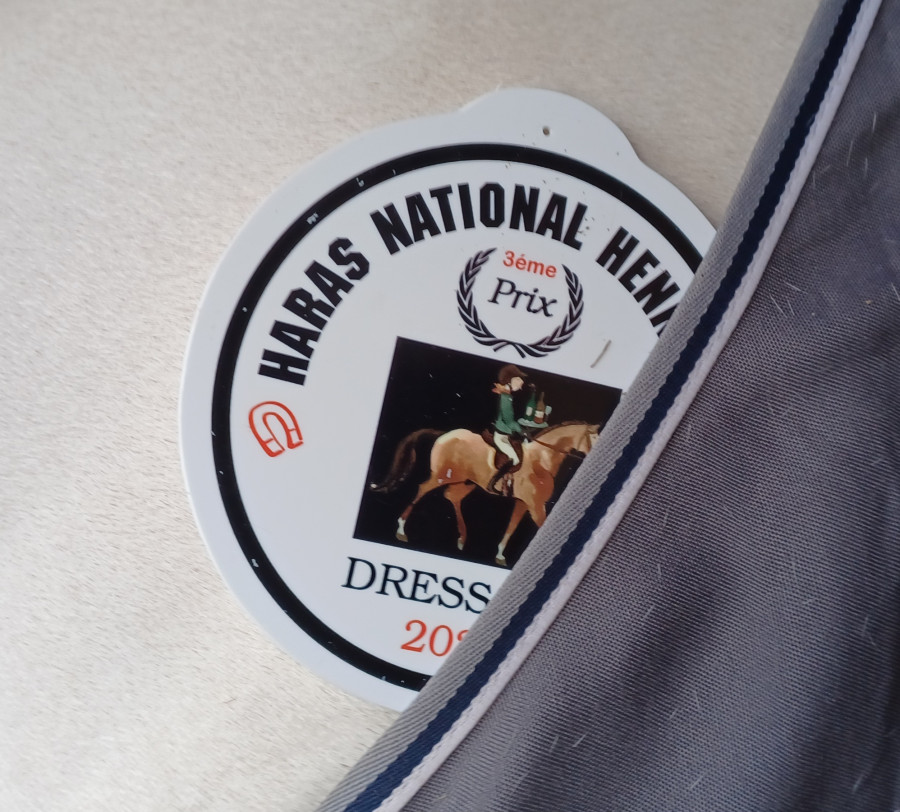 HARAS NATIONAL HEN
3éme
Prix
DRESS
20